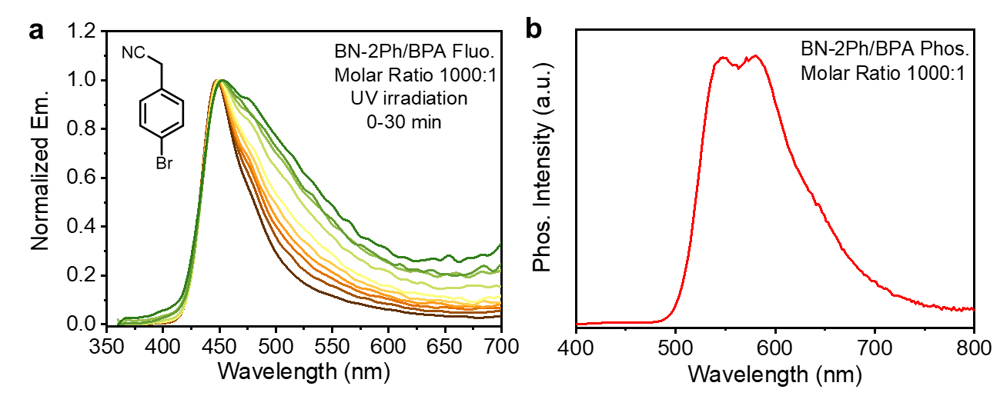 a
1.2
1.0
0.8
0.6
0.4
0.2
0.0
Normalized Em.
NC
Br
BN-2Ph/BPA Fluo.
Molar Ratio 1000:1
UV irradiation
0-30 min
350 400 450 500 550 600 650 700
Wavelength (nm)
b
Phos. Intensity (a.u.)
BN-2Ph/BPA Phos.
Molar Ratio 1000:1
400 500 600 700 800
Wavelength (nm)